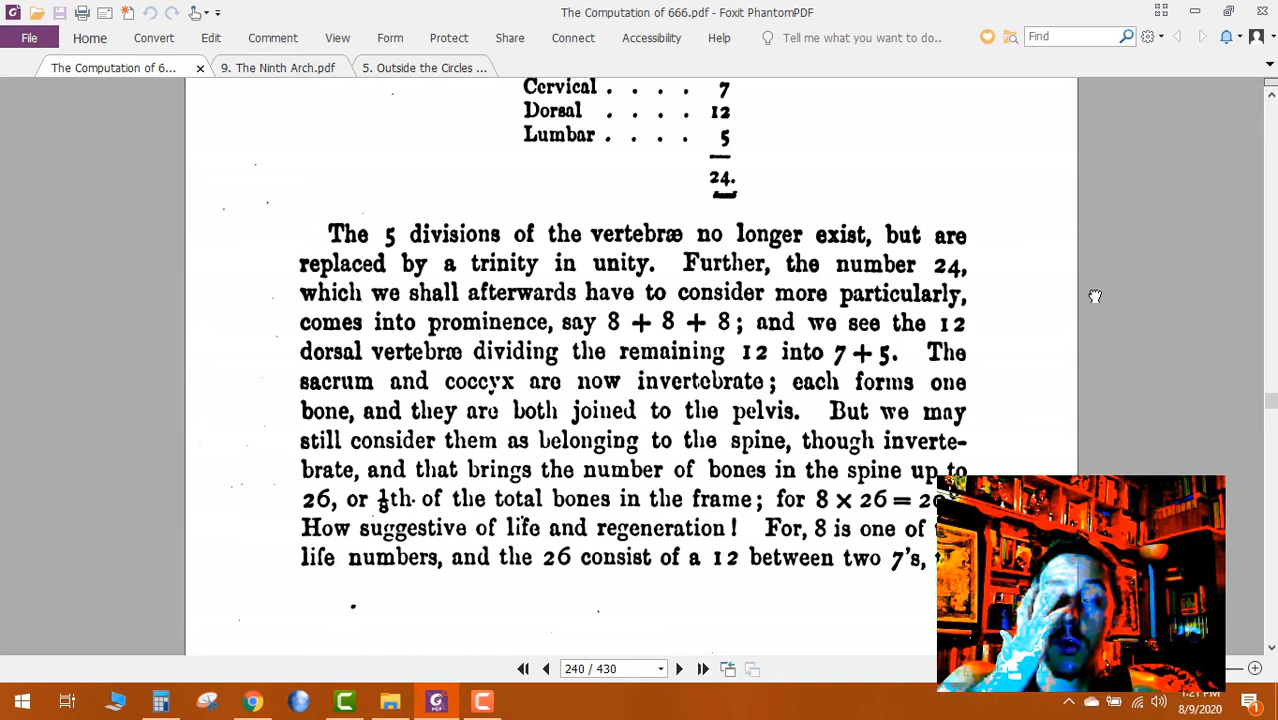 The Computation of 666.pdf - Foxit PhantomPDF
File Home Convert Edit Comment View Form Protect Share Connect Accessibility Help Tell me what you want to do.. Find
The Computation of 6... 9. The Ninth Arch.pdf 5. Outside the Circles ...
Cervical . . . . 7
Dorsal . . . . 12
Lumbar . . . . 5
24.
The 5 divisions of the vertebræ no longer exist, but are
replaced by a trinity in unity. Further, the number 24,
which we shall afterwards have to consider more particularly,
comes into prominence, say 8 + 8 + 8 ; and we see the 12
dorsal vertebræ dividing the remaining 12 into 7 + 5. The
sacrum and coccyx are now invertebrate ; each forms one
bone, and they are both joined to the pelvis. But we may
still consider them as belonging to the spine, though inverte-
brate, and that brings the number of bones in the spine up to
26, or ⅛th of the total bones in the frame ; for 8 × 26 =
How suggestive of life and regeneration ! For, 8 is one of
life numbers, and the 26 consist of a 12 between two 7's,
240 / 430
1:21 PM
8/9/2020